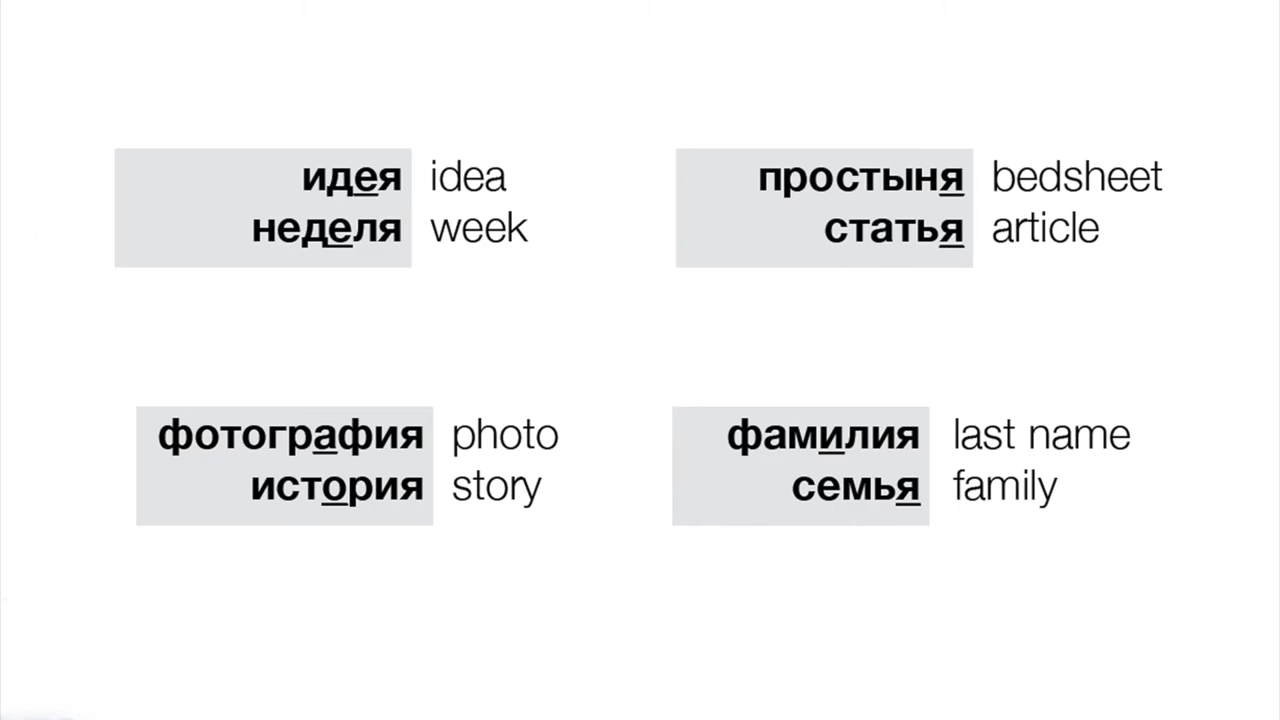 идея idea
неделя week
простыня bedsheet
статья article
фотография photo
история story
фамилия last name
семья family